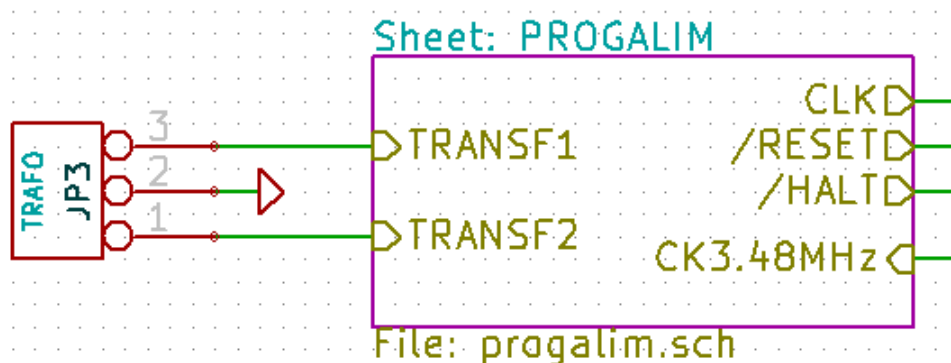 Sheet: PROGALIM
TRAFO
JP3
3
2
1
TRANSF1
TRANSF2
CLK
/RESET
/HALT
CK3.48MHz
File: progalim.sch